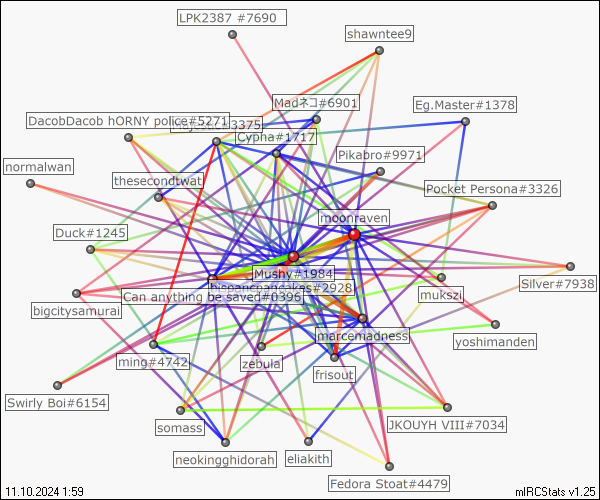 LPK2387 #7690
shawntee9
Madネコ#6901
Eg.Master#1378
DacobDacob hORNY police#5271
#3375
Cypha#1717
Pikabro#9971
normalwan
thesecondtwat
Pocket Persona#3326
moonraven
Duck#1245
Mushy#1984
hispanicpancakes#2928
Silver#7938
Can anything be saved#0396
mukszi
bigcitysamurai
marcemadness
yoshimanden
ming#4742
zebula
frisout
Swirly Boi#6154
somass
JKOUYH VIII#7034
neokingghidorah
eliakith
Fedora Stoat#4479
11.10.2024 1:59
mIRCStats v1.25